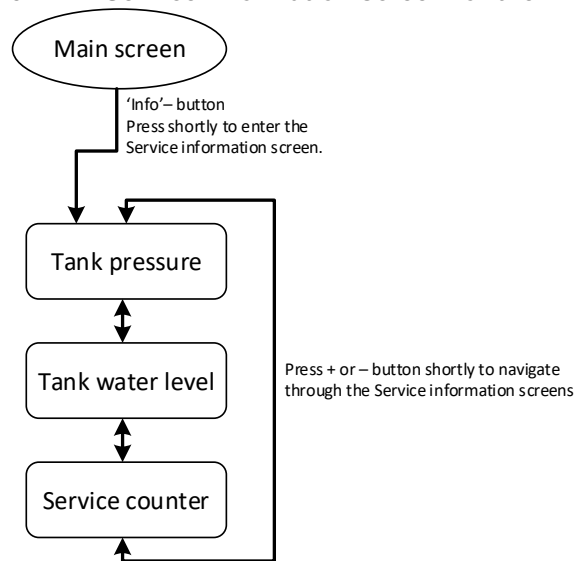 Main screen
‘Info’– button
Press shortly to enter the
Service information screen.
Tank pressure
Tank water level
Press + or – button shortly to navigate
through the Service information screens
Service counter